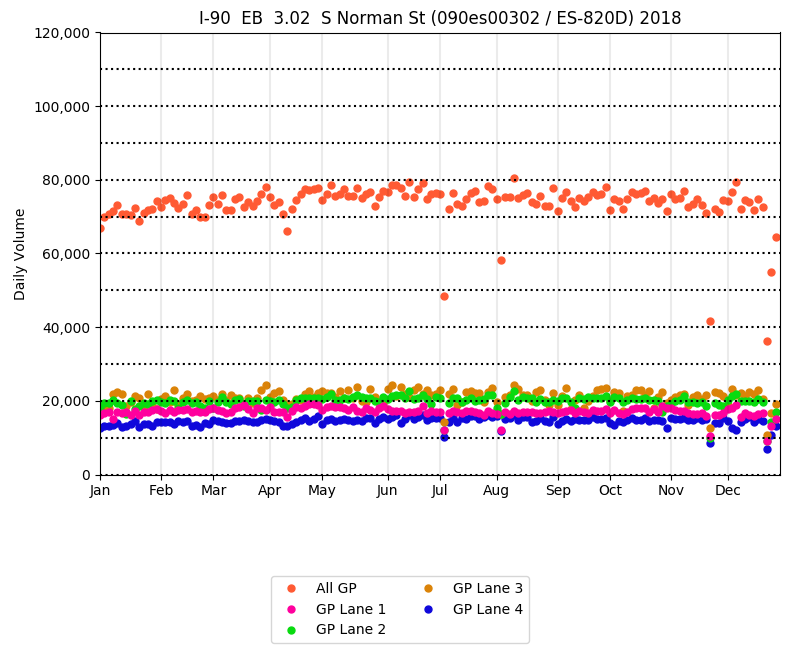 I-90  EB  3.02  S Norman St (090es00302 / ES-820D) 2018
120,000
100,000
80,000
60,000
40,000
20,000
0
Daily Volume
Jan Feb Mar Apr May Jun Jul Aug Sep Oct Nov Dec
All GP
GP Lane 1
GP Lane 2
GP Lane 3
GP Lane 4